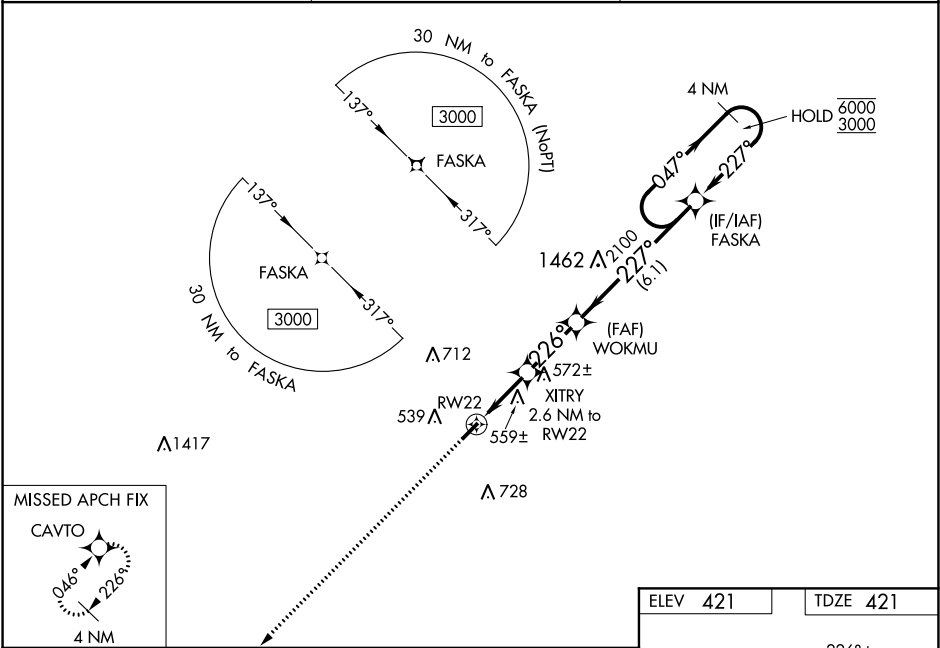 30 NM to FASKA (NoPT)
137°
3000
FASKA
317°
4 NM
HOLD 6000
3000
047°
227°
(IF/IAF)
FASKA
137°
FASKA
317°
3000
30 NM to FASKA
1462
2100
227°
(6.1)
(FAF)
WOKMU
226°
712
572±
XITRY
2.6 NM to
RW22
RW22
539
559±
1417
728
MISSED APCH FIX
CAVTO
046°
226°
4 NM
ELEV 421
TDZE 421